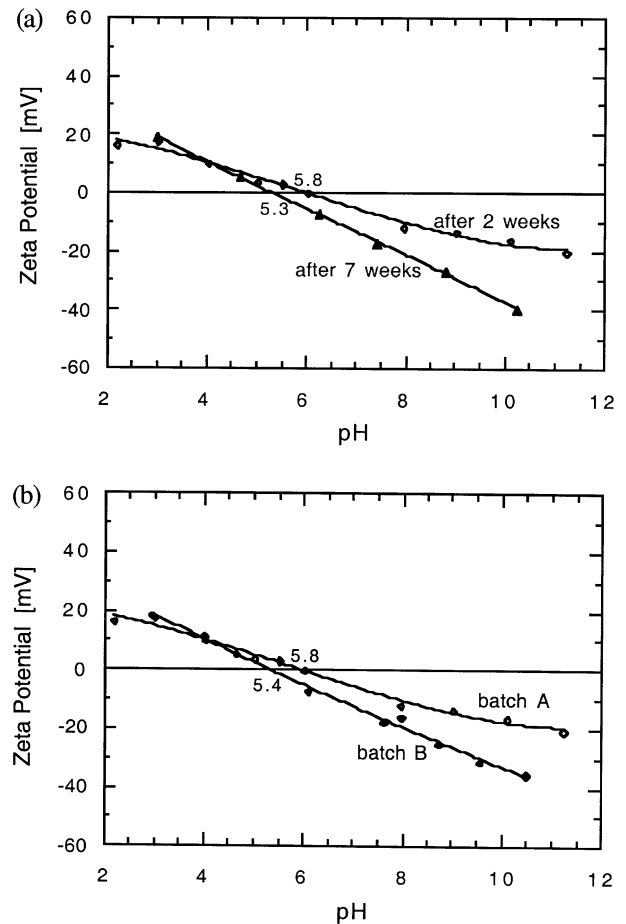 (a)
60
40
20
0
-20
-40
-60
Zeta Potential [mV]
5.8
5.3
after 2 weeks
after 7 weeks
2 4 6 8 10 12
pH
(b)
60
40
20
0
-20
-40
-60
Zeta Potential [mV]
5.8
5.4
batch A
batch B
2 4 6 8 10 12
pH